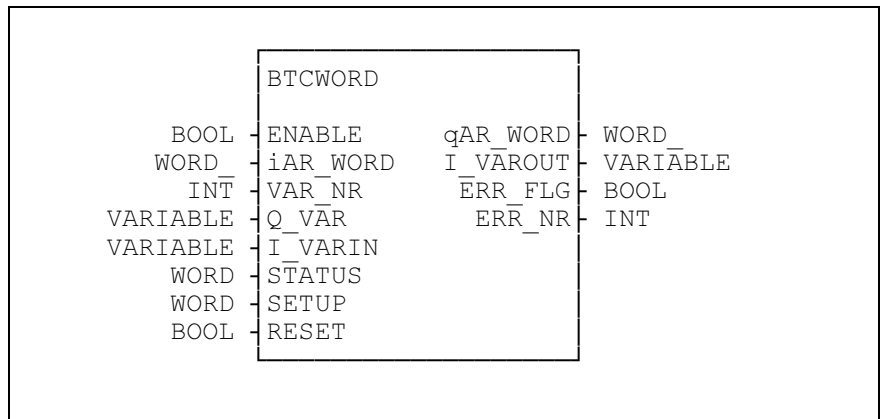 BTCWORD
BOOL ENABLE qAR_WORD WORD_
WORD_ iAR_WORD I_VAROUT VARIABLE
INT VAR_NR ERR_FLG BOOL
VARIABLE Q_VAR ERR_NR INT
VARIABLE I_VARIN
WORD STATUS
WORD SETUP
BOOL RESET